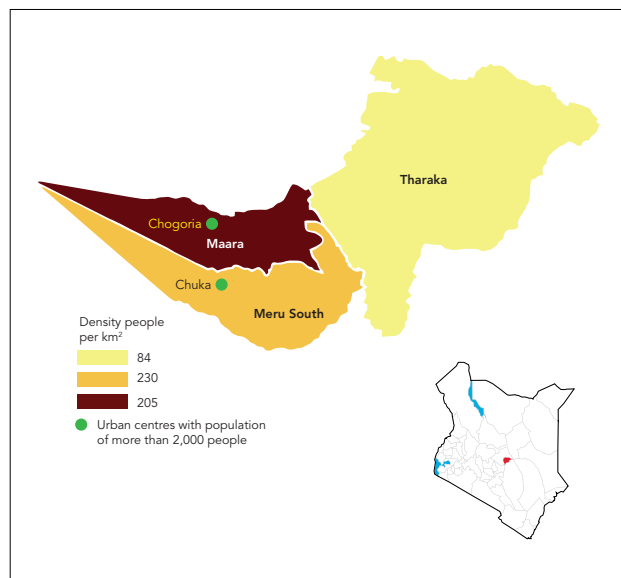 Tharaka
Chogoria
Maara
Chuka
Meru South
Density people
per km²
84
230
205
Urban centres with population
of more than 2,000 people